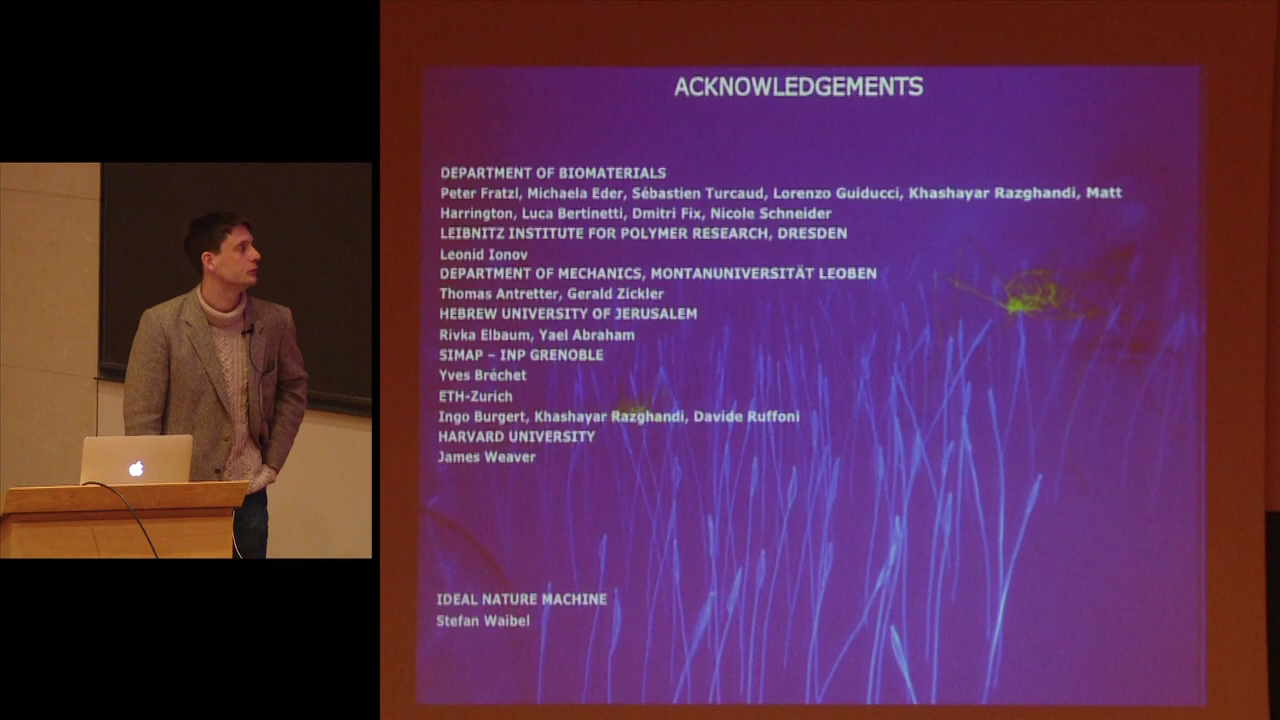 ACKNOWLEDGEMENTS
DEPARTMENT OF BIOMATERIALS
Peter Fratzl, Michaela Eder, Sébastien Turcaud, Lorenzo Guiducci, Khashayar Razghandi, Matt
Harrington, Luca Bertinetti, Dmitri Fix, Nicole Schneider
LEIBNITZ INSTITUTE FOR POLYMER RESEARCH, DRESDEN
Leonid Ionov
DEPARTMENT OF MECHANICS, MONTANUNIVERSITÄT LEOBEN
Thomas Antretter, Gerald Zickler
HEBREW UNIVERSITY OF JERUSALEM
Rivka Elbaum, Yael Abraham
SIMAP – INP GRENOBLE
Yves Bréchet
ETH-Zurich
Ingo Burgert, Khashayar Razghandi, Davide Ruffoni
HARVARD UNIVERSITY
James Weaver
IDEAL NATURE MACHINE
Stefan Waibel